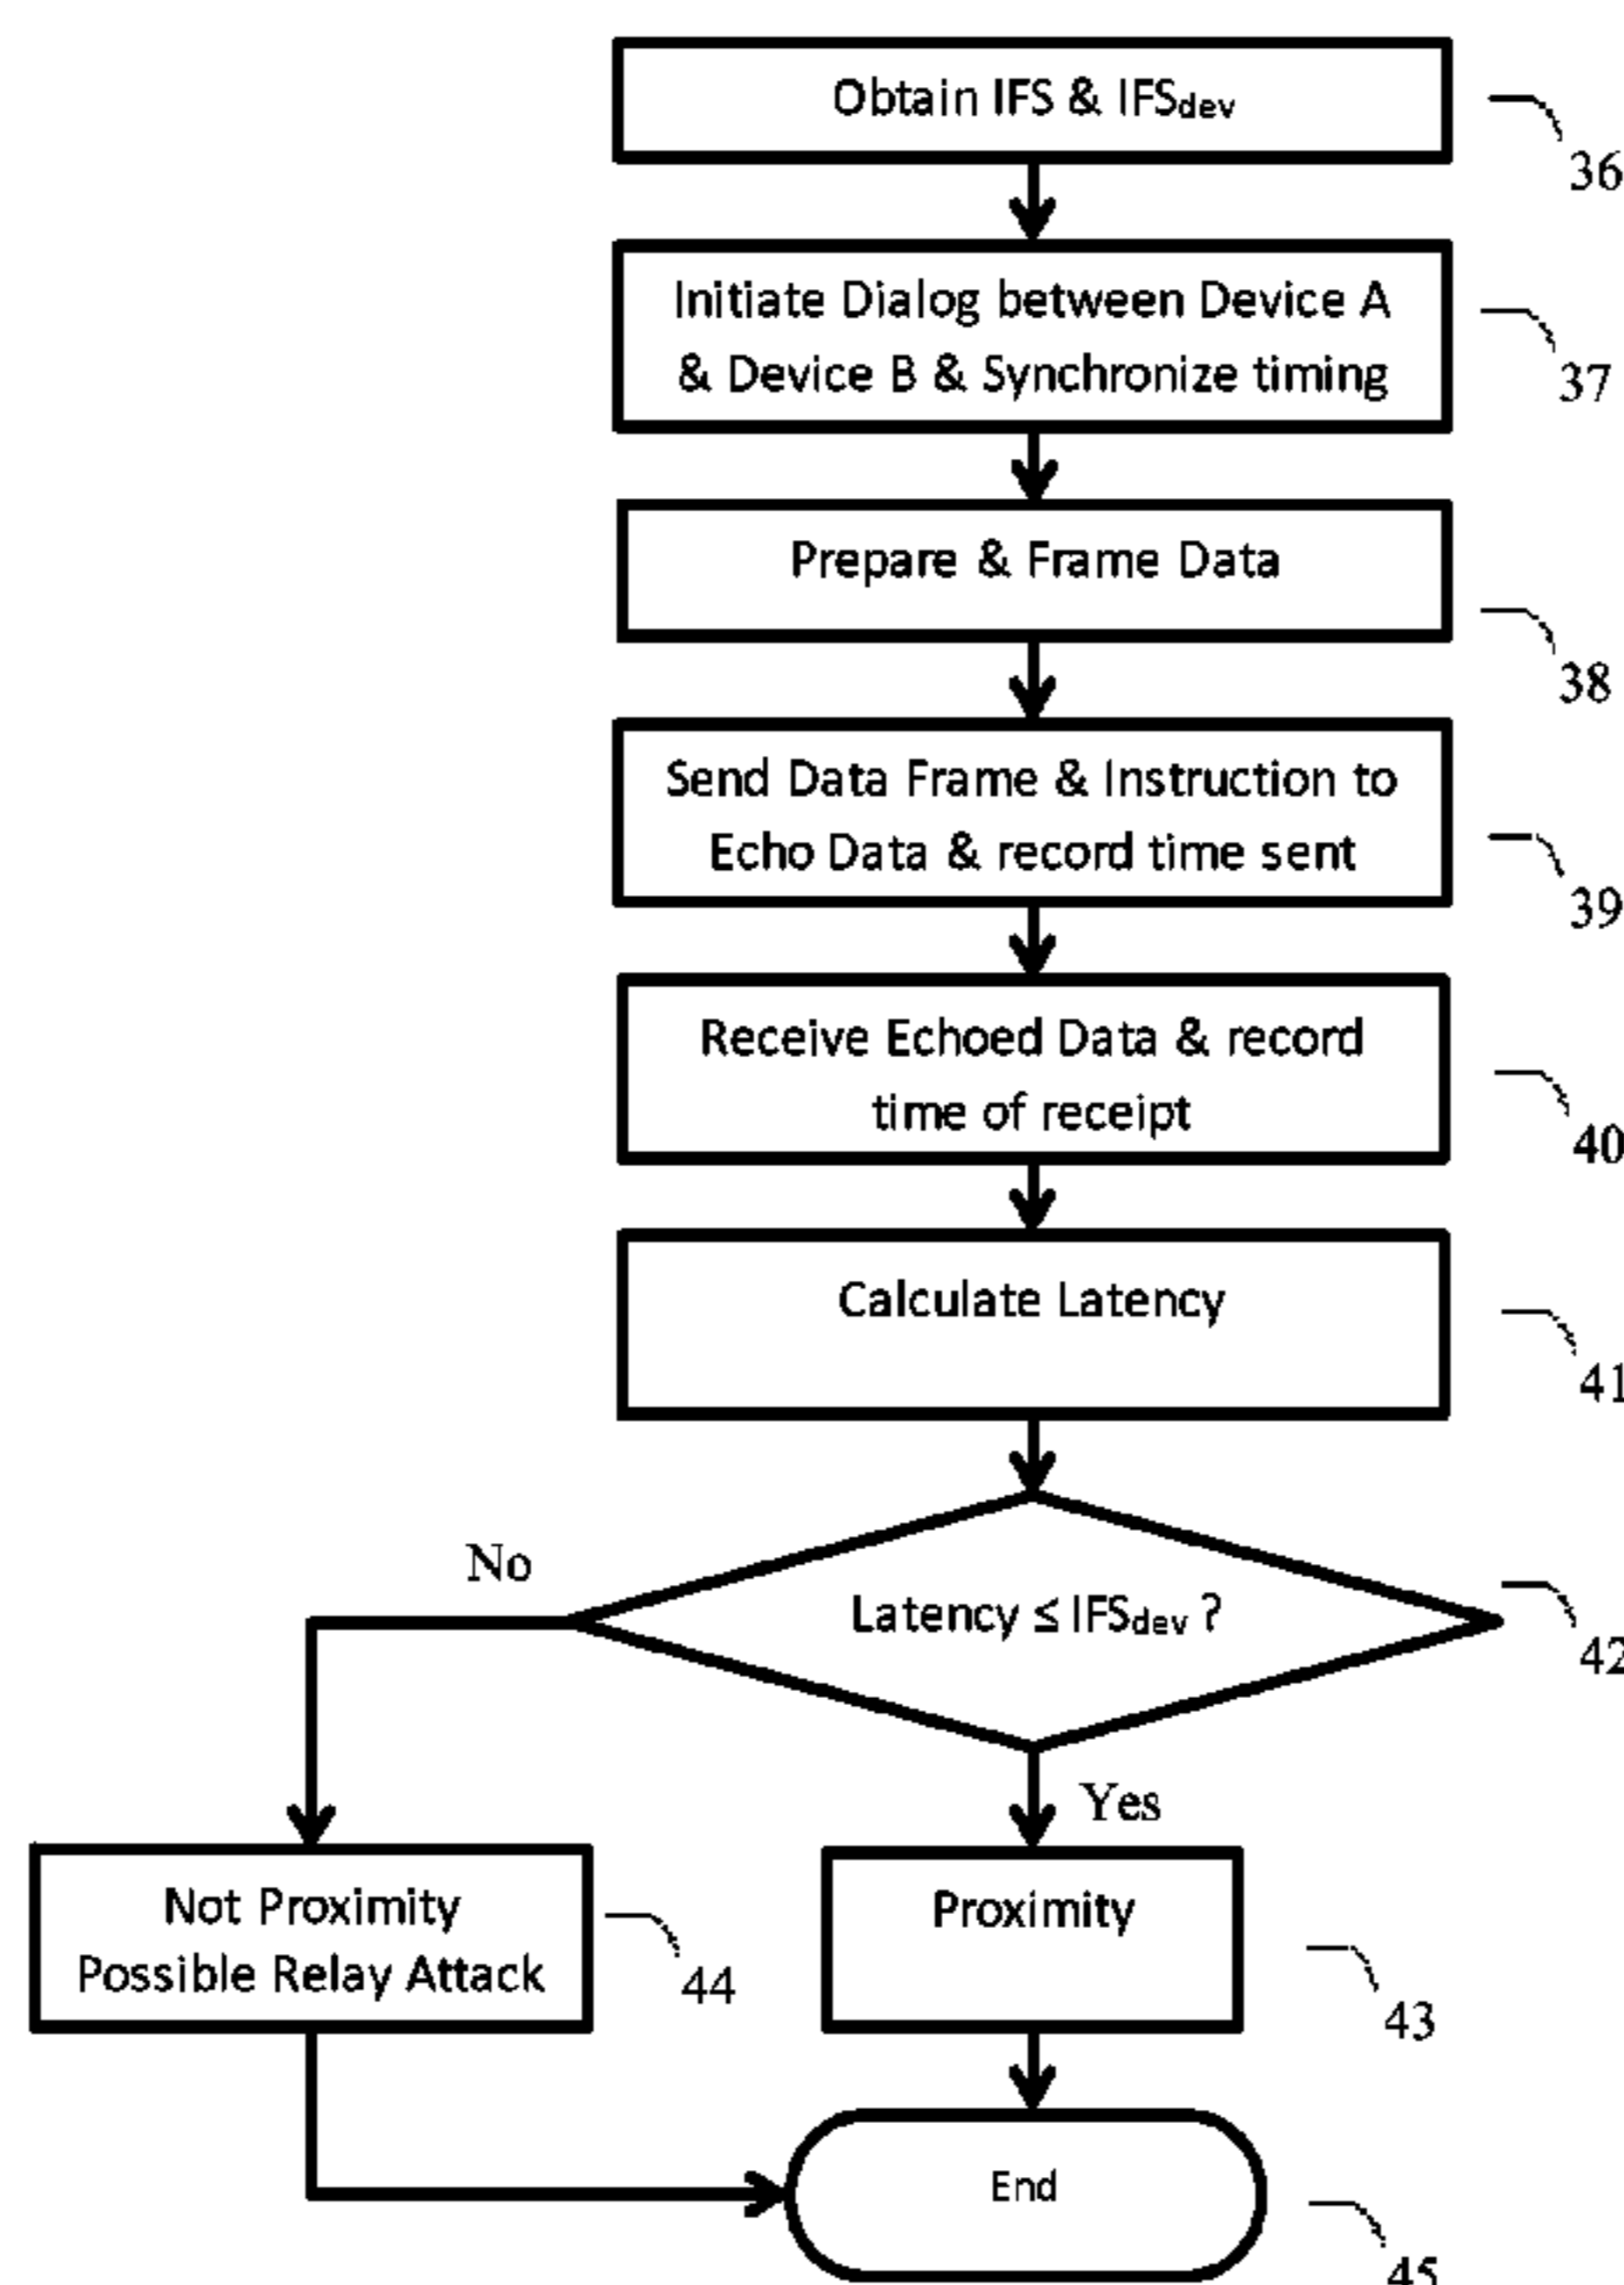 Obtain IFS & IFSdev
36
Initiate Dialog between Device A
& Device B & Synchronize timing
37
Prepare & Frame Data
38
Send Data Frame & Instruction to
Echo Data & record time sent
39
Receive Echoed Data & record
time of receipt
40
Calculate Latency
41
Latency ≤ IFSdev ?
42
No
Yes
Not Proximity
Possible Relay Attack
44
Proximity
43
End
45